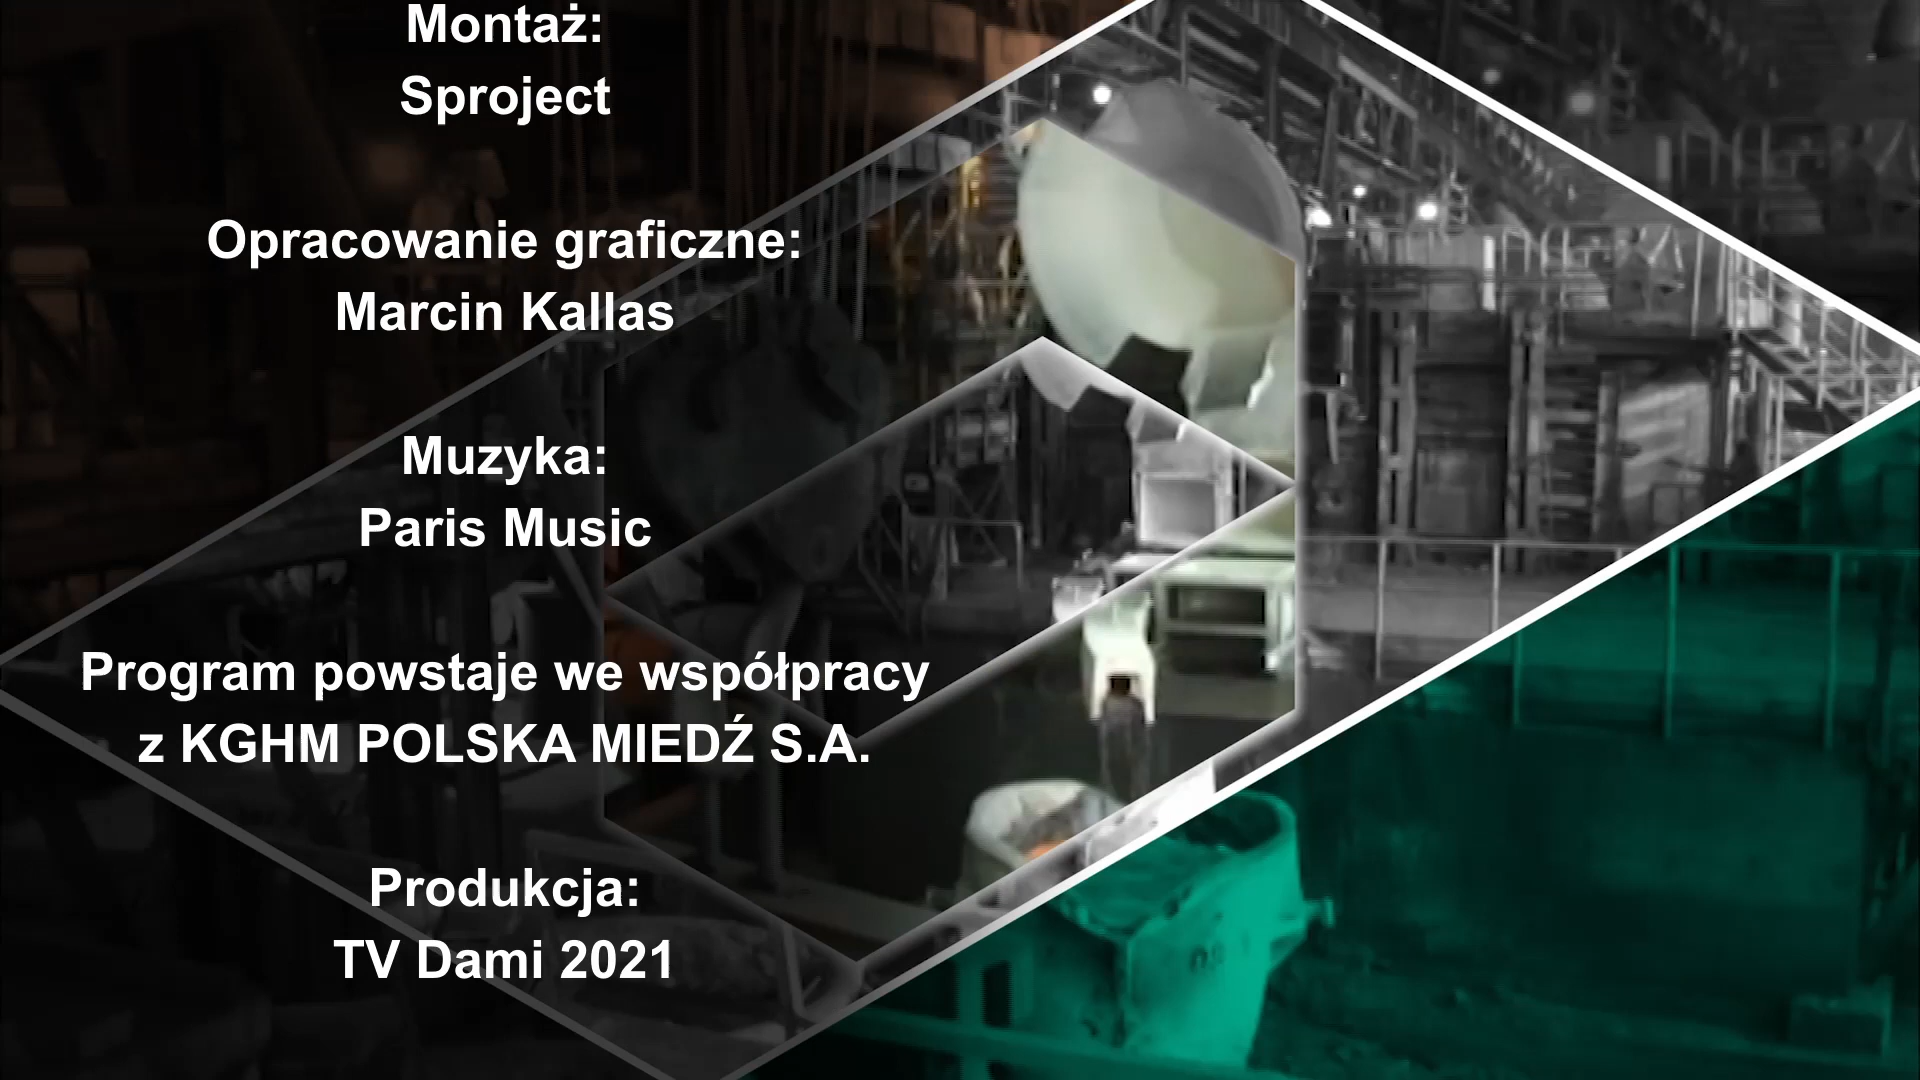 Montaż:
Sproject
Opracowanie graficzne:
Marcin Kallas
Muzyka:
Paris Music
Program powstaje we współpracy
z KGHM POLSKA MIEDŹ S.A.
Produkcja:
TV Dami 2021